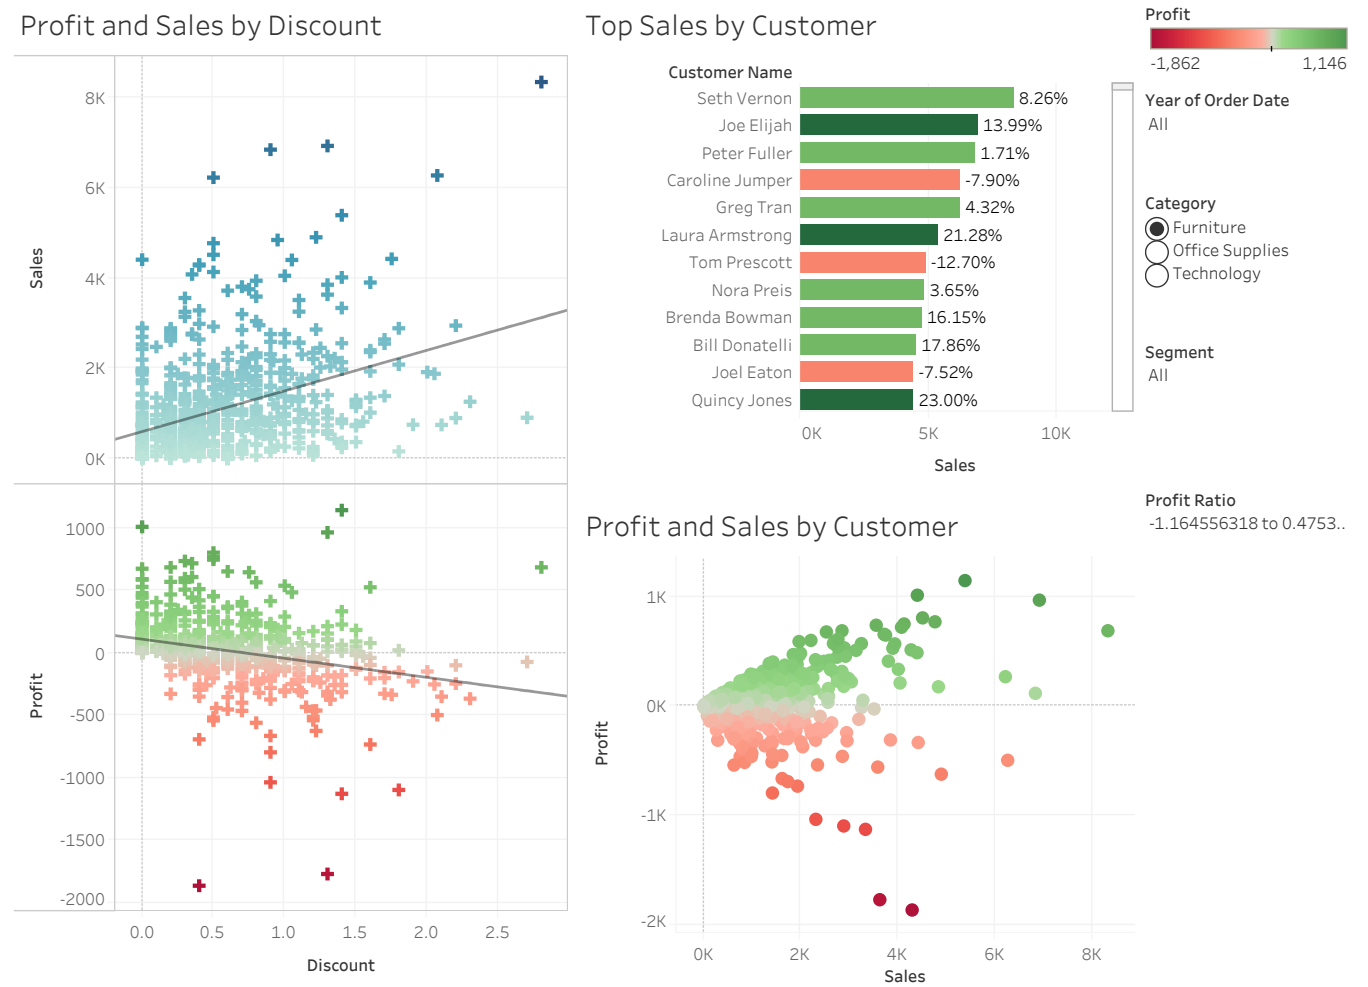 Profit and Sales by Discount
Sales
8K
6K
4K
2K
0K
Profit
1000
500
0
-500
-1000
-1500
-2000
0.0 0.5 1.0 1.5 2.0 2.5
Discount
Top Sales by Customer
Customer Name
Seth Vernon 8.26%
Joe Elijah 13.99%
Peter Fuller 1.71%
Caroline Jumper -7.90%
Greg Tran 4.32%
Laura Armstrong 21.28%
Tom Prescott -12.70%
Nora Preis 3.65%
Brenda Bowman 16.15%
Bill Donatelli 17.86%
Joel Eaton -7.52%
Quincy Jones 23.00%
0K 5K 10K
Sales
Profit and Sales by Customer
Profit
1K
0K
-1K
-2K
0K 2K 4K 6K 8K
Sales
Profit
-1,862 1,146
Year of Order Date
All
Category
Furniture
Office Supplies
Technology
Segment
All
Profit Ratio
-1.164556318 to 0.4753..